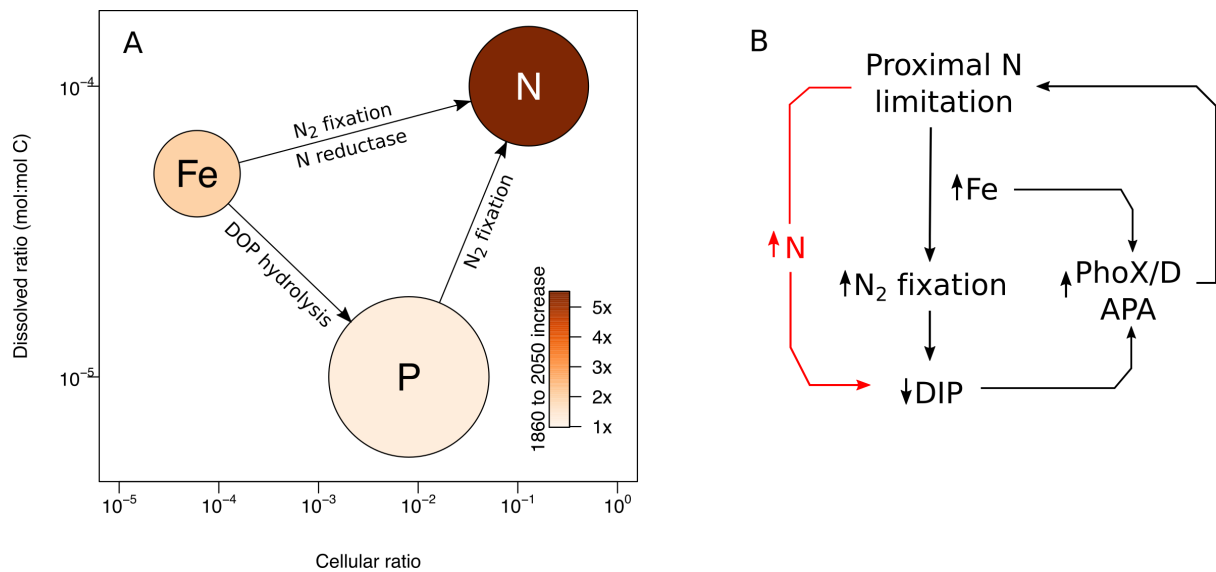 A
N
N₂ fixation
N reductase
Fe
DOP hydrolysis
N₂ fixation
P
1860 to 2050 increase
5x
4x
3x
2x
1x
Dissolved ratio (mol:mol C)
10⁻⁴
10⁻⁵
10⁻⁵
10⁻⁴
10⁻³
10⁻²
10⁻¹
10⁰
Cellular ratio
B
Proximal N
limitation
↑Fe
↑N
↑N₂ fixation
↑PhoX/D
APA
↓DIP